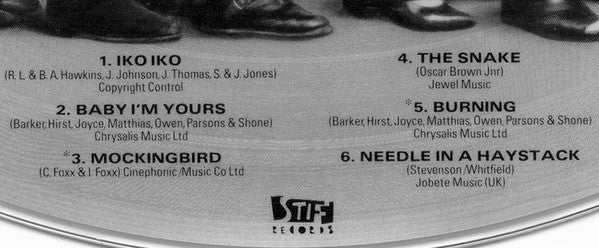 1. IKO IKO
(R. L. & B. A. Hawkins, J. Johnson, J. Thomas, S. & J. Jones)
Copyright Control
2. BABY I'M YOURS
(Barker, Hirst, Joyce, Matthias, Owen, Parsons & Shone)
Chrysalis Music Ltd
*3. MOCKINGBIRD
(C. Foxx & I. Foxx) Cinephonic/Music Co Ltd
4. THE SNAKE
(Oscar Brown Jnr)
Jewel Music
*5. BURNING
(Barker, Hirst, Joyce, Matthias, Owen, Parsons & Shone)
Chrysalis Music Ltd
6. NEEDLE IN A HAYSTACK
(Stevenson/Whitfield)
Jobete Music (UK)
STIFF
RECORDS